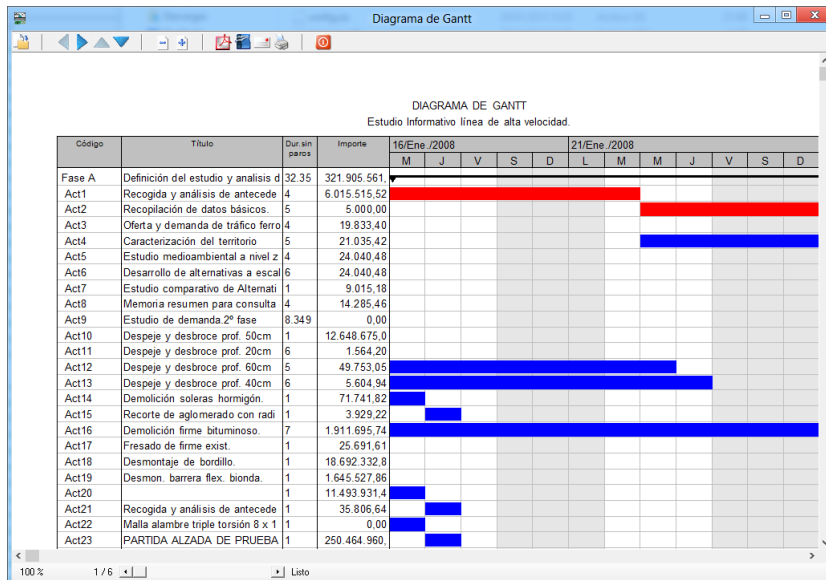 Diagrama de Gantt
DIAGRAMA DE GANTT
Estudio Informativo línea de alta velocidad.
Código Título Dur.sin paros Importe 16/Ene./2008 21/Ene./2008
M J V S D L M M J V S D
Fase A Definición del estudio y analisis d 32.35 321.905.561,
Act1 Recogida y análisis de antecede 4 6.015.515,52
Act2 Recopilación de datos básicos. 5 5.000,00
Act3 Oferta y demanda de tráfico ferro 4 19.833,40
Act4 Caracterización del territorio 5 21.035,42
Act5 Estudio medioambiental a nivel z 4 24.040,48
Act6 Desarrollo de alternativas a escal 6 24.040,48
Act7 Estudio comparativo de Alternati 1 9.015,18
Act8 Memoria resumen para consulta 4 14.285,46
Act9 Estudio de demanda.2º fase 8.349 0,00
Act10 Despeje y desbroce prof. 50cm 1 12.648.675,0
Act11 Despeje y desbroce prof. 20cm 6 1.564,20
Act12 Despeje y desbroce prof. 60cm 5 49.753,05
Act13 Despeje y desbroce prof. 40cm 6 5.604,94
Act14 Demolición soleras hormigón. 1 71.741,82
Act15 Recorte de aglomerado con radi 1 3.929,22
Act16 Demolición firme bituminoso. 7 1.911.695,74
Act17 Fresado de firme exist. 1 25.691,61
Act18 Desmontaje de bordillo. 1 18.692.332,8
Act19 Desmon. barrera flex. bionda. 1 1.645.527,86
Act20 1 11.493.931,4
Act21 Recogida y análisis de antecede 1 35.806,64
Act22 Malla alambre triple torsión 8 x 1 1 0,00
Act23 PARTIDA ALZADA DE PRUEBA 1 250.464.960,
100 % 1 / 6 Listo